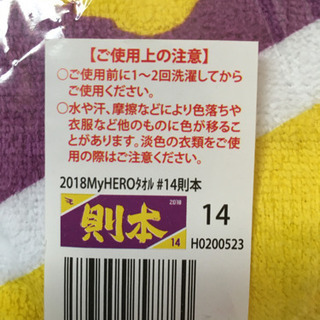 【ご使用上の注意】
○ご使用前に1〜2回洗濯してから
ご使用ください。
○水や汗、摩擦などにより色落ちや
衣服など他のものに色が移るこ
とがあります。淡色の衣類をご使
用の際はご注意ください。
2018MyHEROﾀｵﾙ #14則本
2018
則本
14
14
H0200523